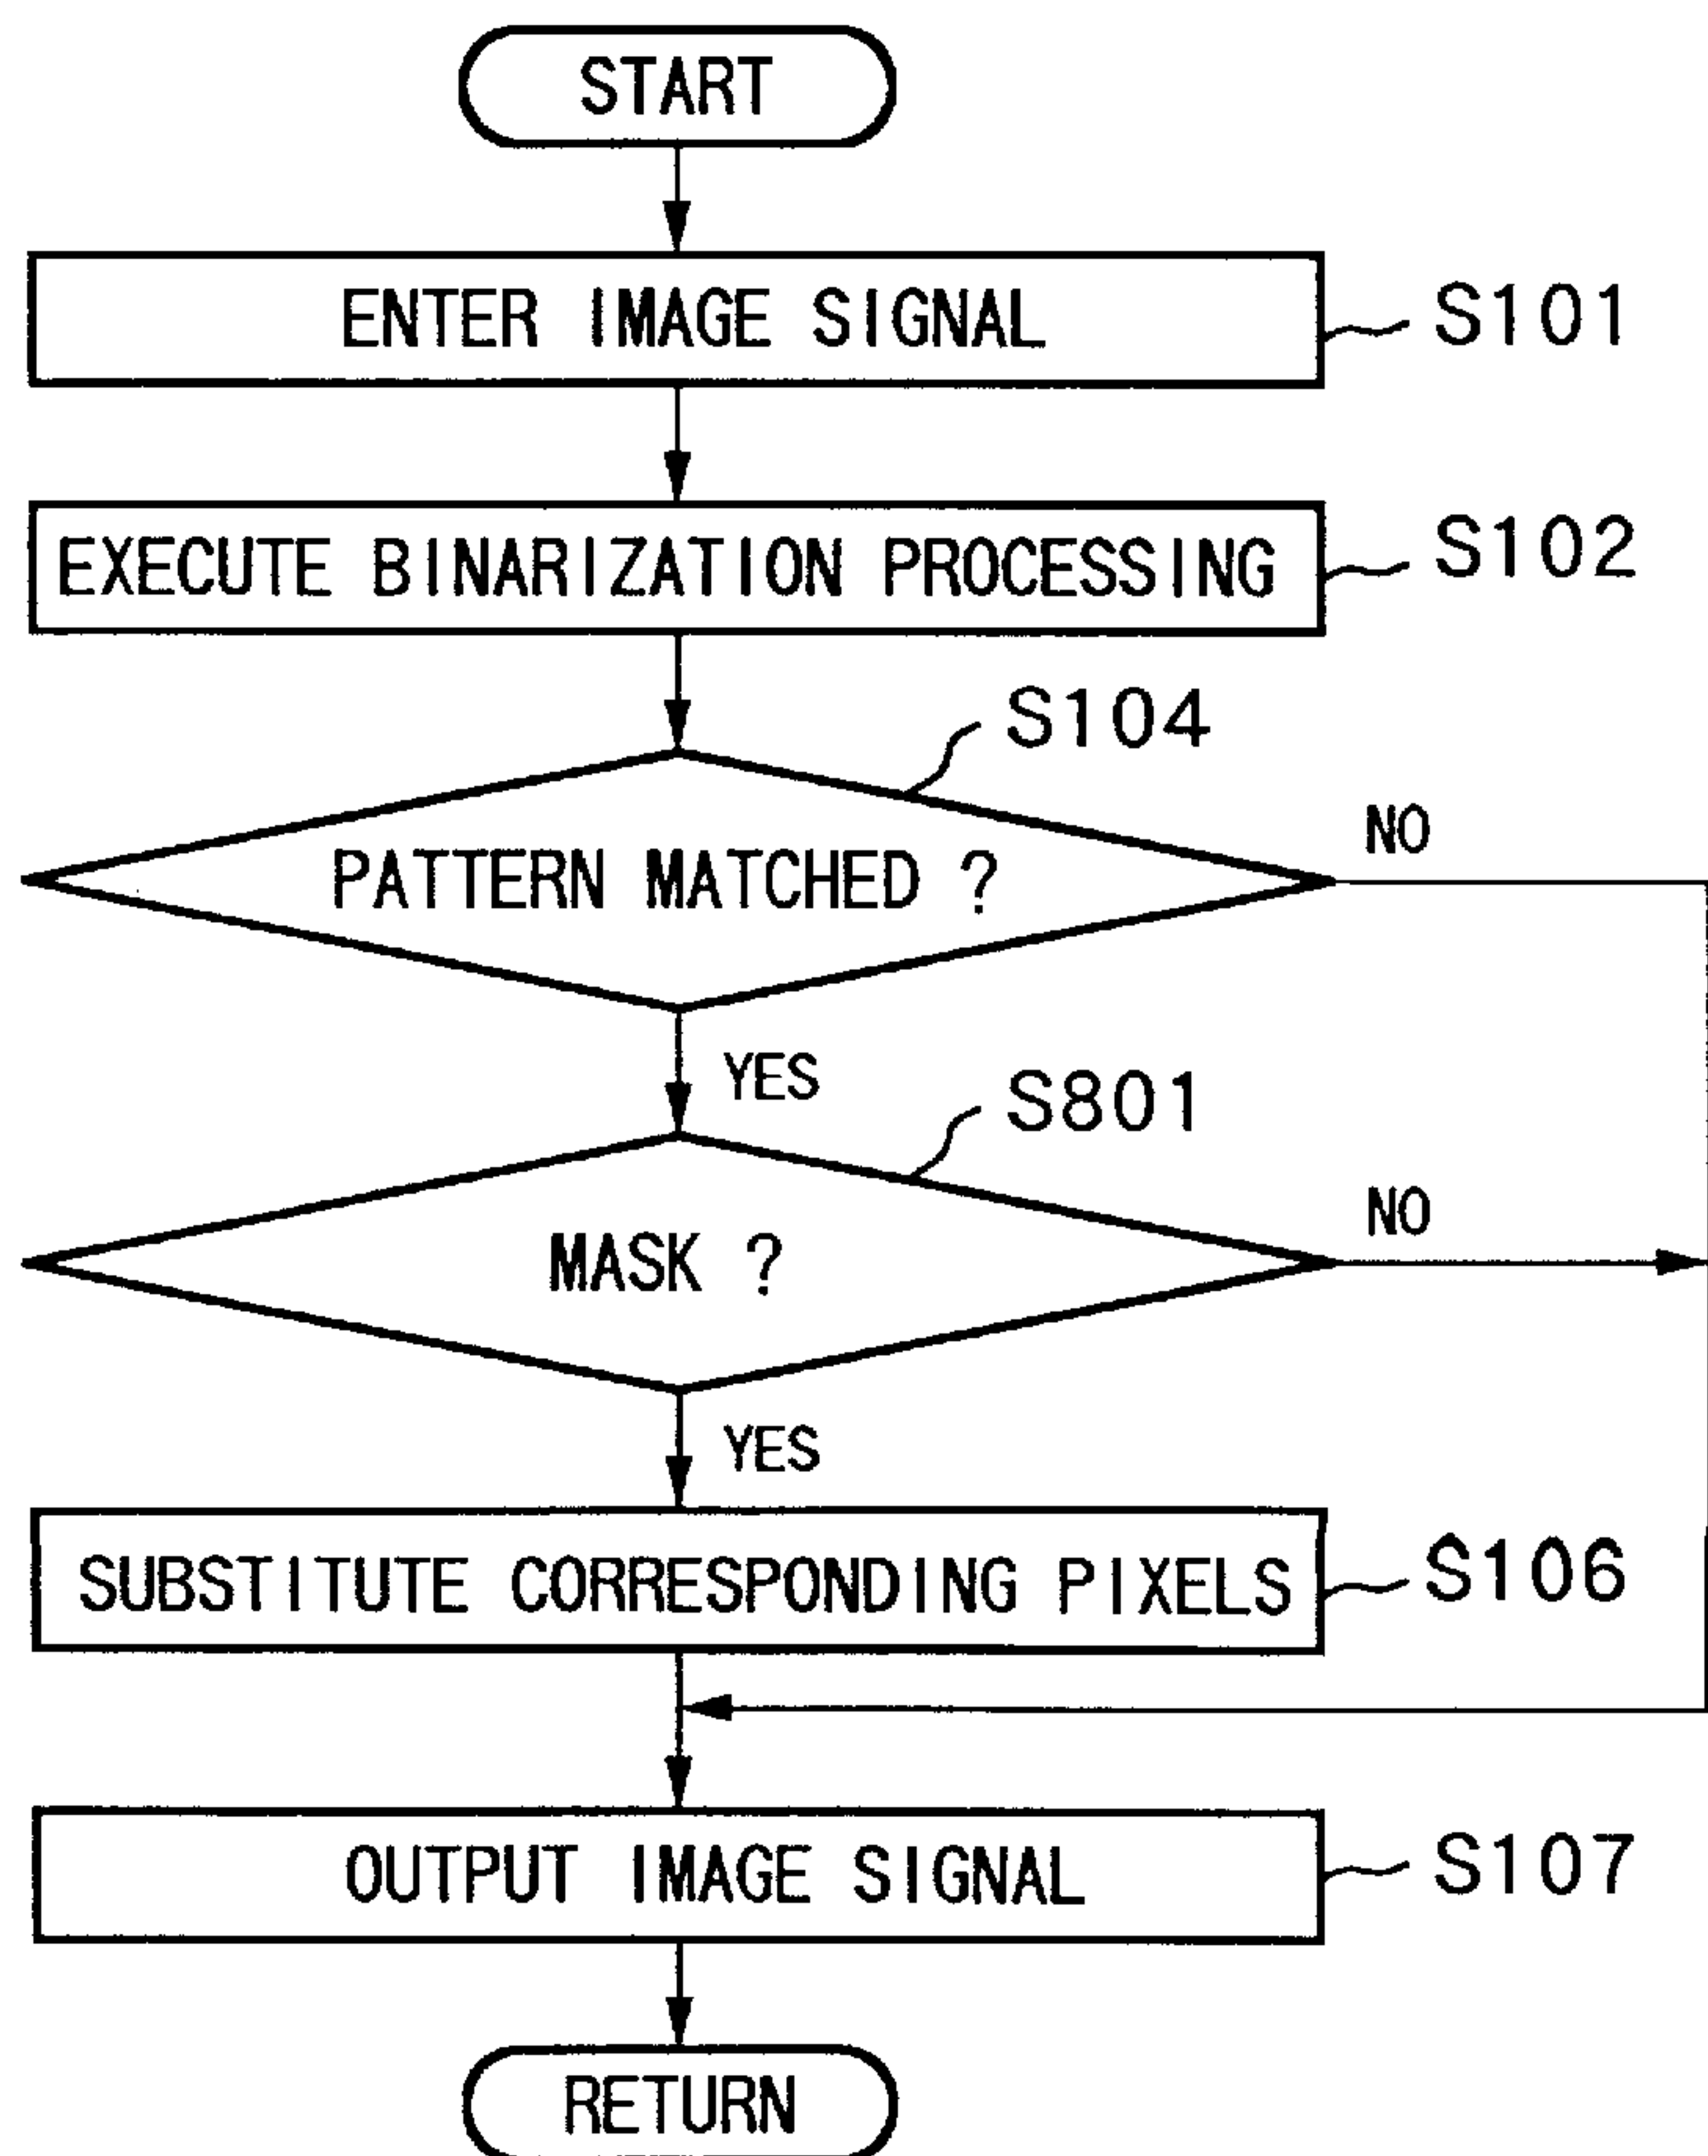 START
ENTER IMAGE SIGNAL
S101
EXECUTE BINARIZATION PROCESSING
S102
S104
PATTERN MATCHED ?
NO
YES
S801
MASK ?
NO
YES
SUBSTITUTE CORRESPONDING PIXELS
S106
OUTPUT IMAGE SIGNAL
S107
RETURN